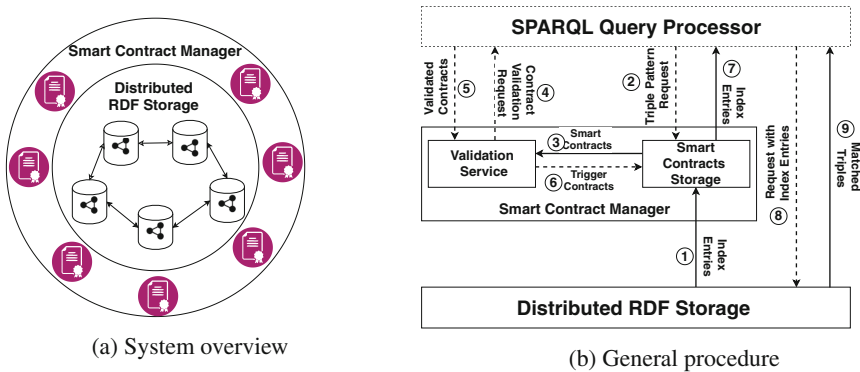 Smart Contract Manager
Distributed
RDF Storage
(a) System overview
SPARQL Query Processor
Validated
Contracts
5
Contract
Validation
Request
4
2
Triple Pattern
Request
7
Index
Entries
Request with
Index Entries
8
9
Matched
Triples
3
Smart
Contracts
Validation
Service
6
Trigger
Contracts
Smart
Contracts
Storage
Smart Contract Manager
1
Index
Entries
Distributed RDF Storage
(b) General procedure